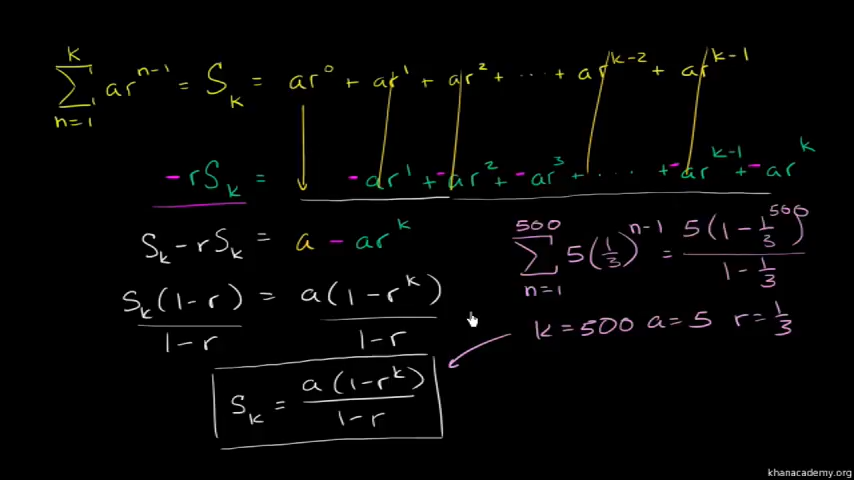 ∑_{n=1}^{k} ar^{n-1} = S_k = ar^0 + ar^1 + ar^2 + ... + ar^{k-2} + ar^{k-1}
-rS_k = -ar^1 + -ar^2 + -ar^3 + .... + -ar^{k-1} + -ar^k
S_k - rS_k = a - ar^k
S_k(1-r) / 1-r = a(1-r^k) / 1-r
S_k = a(1-r^k) / 1-r
∑_{n=1}^{500} 5(1/3)^{n-1} = 5(1 - 1/3^{500}) / 1 - 1/3
k=500 a=5 r=1/3
khanacademy.org